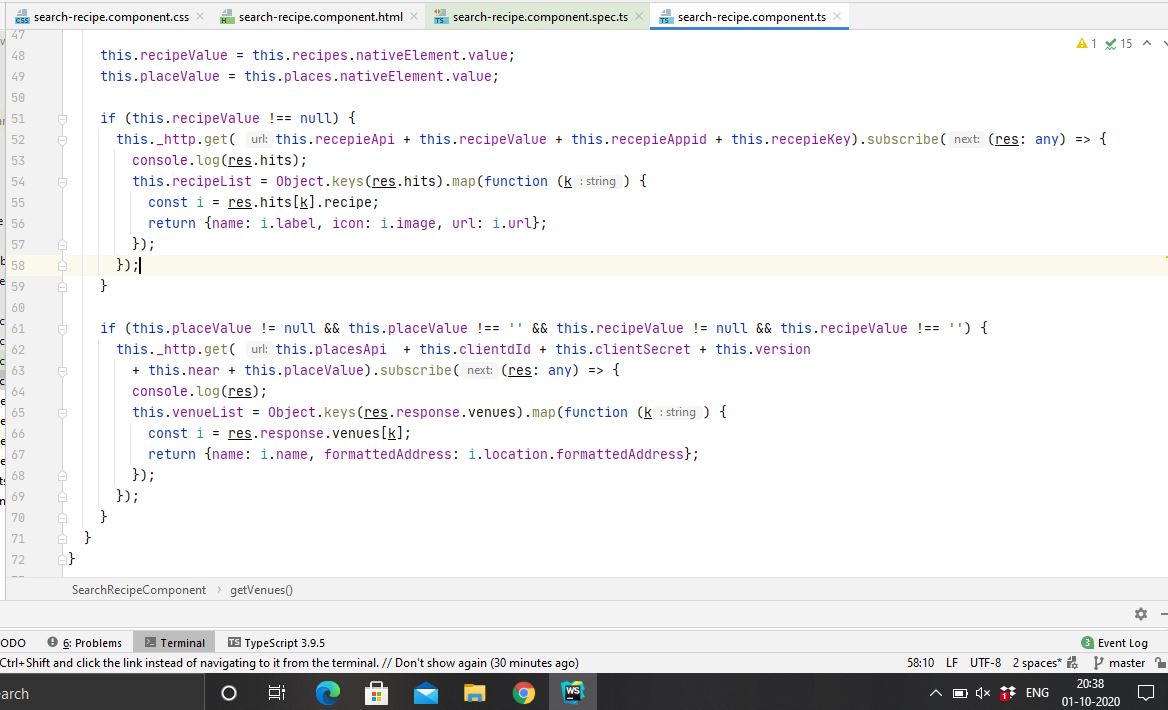 search-recipe.component.css search-recipe.component.html search-recipe.component.spec.ts search-recipe.component.ts
47
48 this.recipeValue = this.recipes.nativeElement.value;
49 this.placeValue = this.places.nativeElement.value;
50
51 if (this.recipeValue !== null) {
52 this._http.get( url: this.recepieApi + this.recipeValue + this.recepieAppid + this.recepieKey).subscribe( next: (res: any) => {
53 console.log(res.hits);
54 this.recipeList = Object.keys(res.hits).map(function (k : string ) {
55 const i = res.hits[k].recipe;
56 return {name: i.label, icon: i.image, url: i.url};
57 });
58 });
59 }
60
61 if (this.placeValue != null && this.placeValue !== '' && this.recipeValue != null && this.recipeValue !== '') {
62 this._http.get( url: this.placesApi  + this.clientdId + this.clientSecret + this.version
63 + this.near + this.placeValue).subscribe( next: (res: any) => {
64 console.log(res);
65 this.venueList = Object.keys(res.response.venues).map(function (k : string ) {
66 const i = res.response.venues[k];
67 return {name: i.name, formattedAddress: i.location.formattedAddress};
68 });
69 });
70 }
71 }
72 }
1 15
SearchRecipeComponent › getVenues()
ODO 6: Problems Terminal TS TypeScript 3.9.5 3 Event Log
Ctrl+Shift and click the link instead of navigating to it from the terminal. // Don't show again (30 minutes ago) 58:10 LF UTF-8 2 spaces* master
earch WS ENG 20:38
01-10-2020